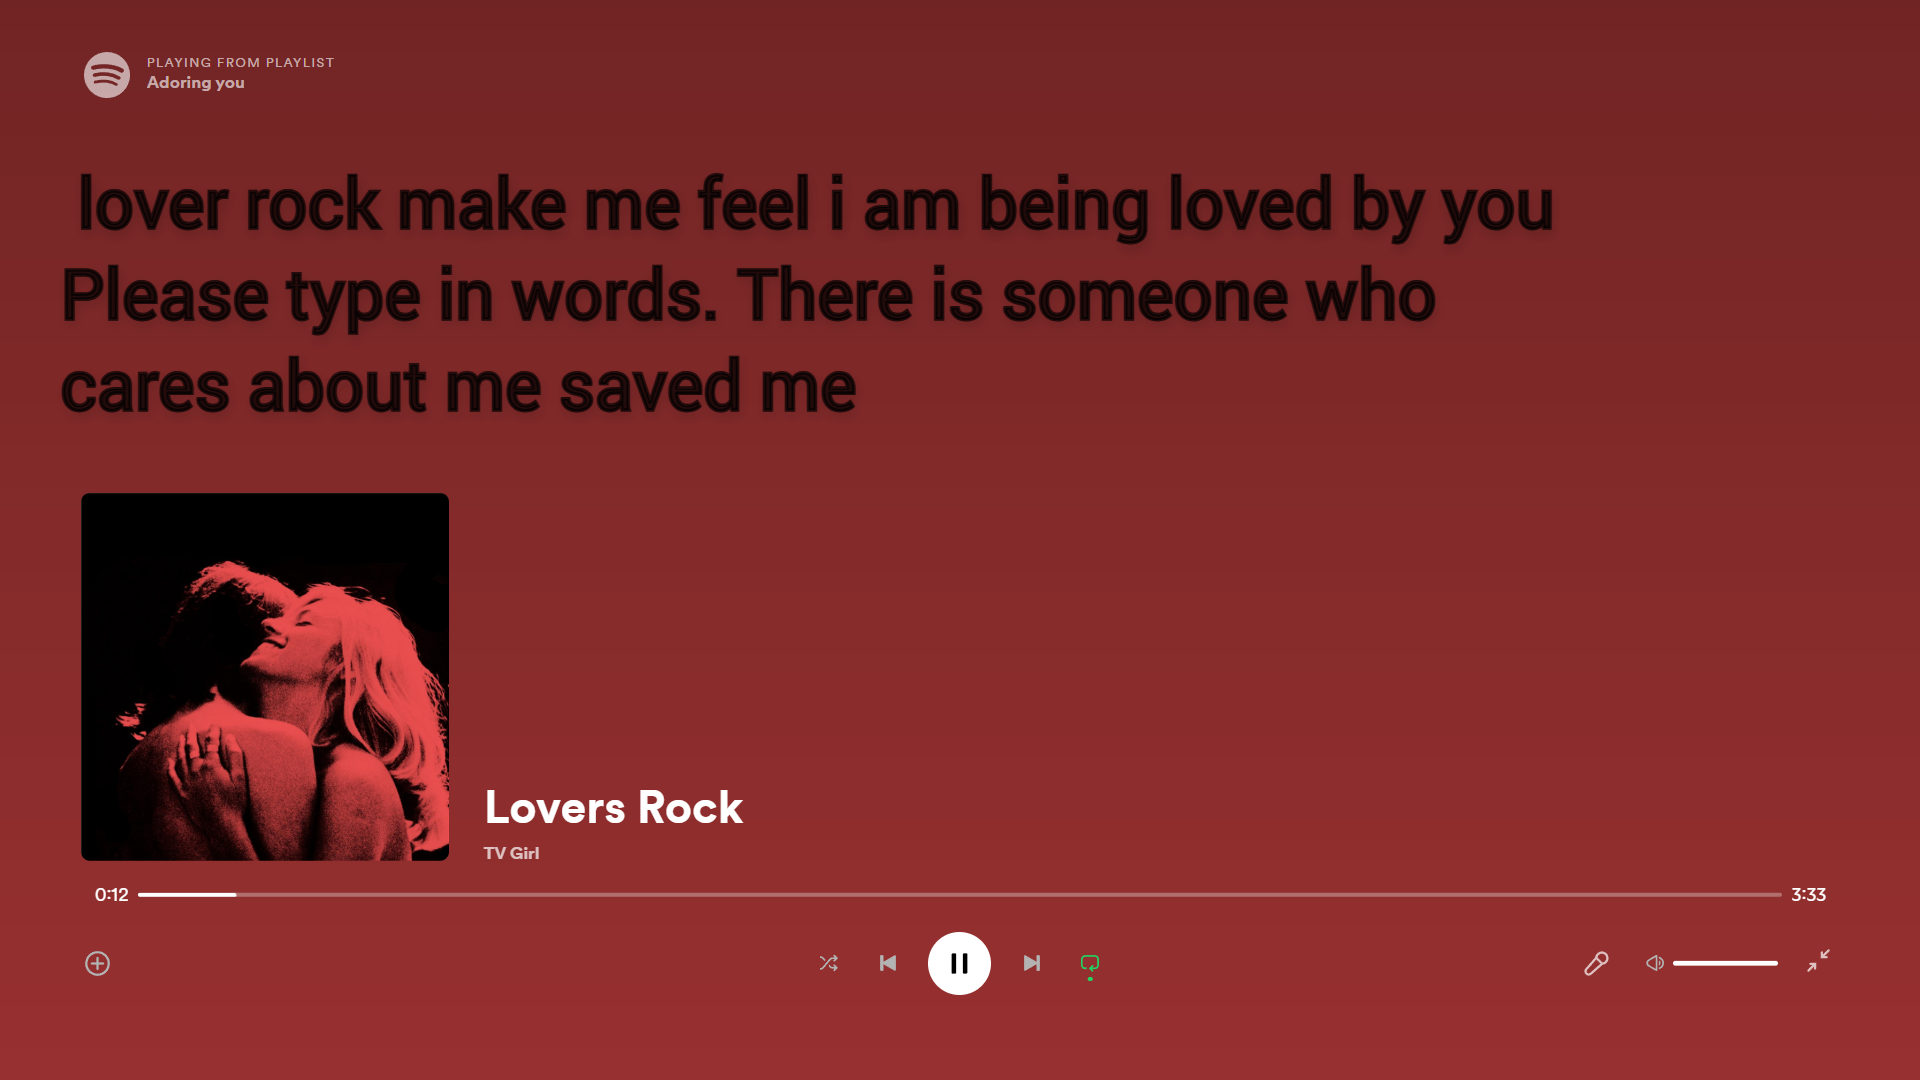 PLAYING FROM PLAYLIST
Adoring you
lover rock make me feel i am being loved by you
Please type in words. There is someone who
cares about me saved me
Lovers Rock
TV Girl
0:12
3:33